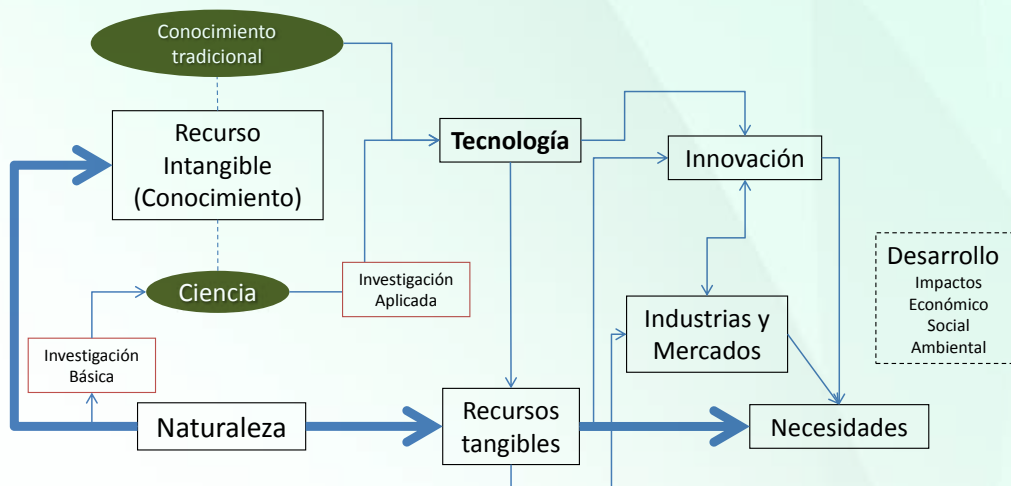 Conocimiento
tradicional
Recurso
Intangible
(Conocimiento)
Tecnología
Innovación
Desarrollo
Impactos
Económico
Social
Ambiental
Ciencia
Investigación
Aplicada
Industrias y
Mercados
Investigación
Básica
Naturaleza
Recursos
tangibles
Necesidades